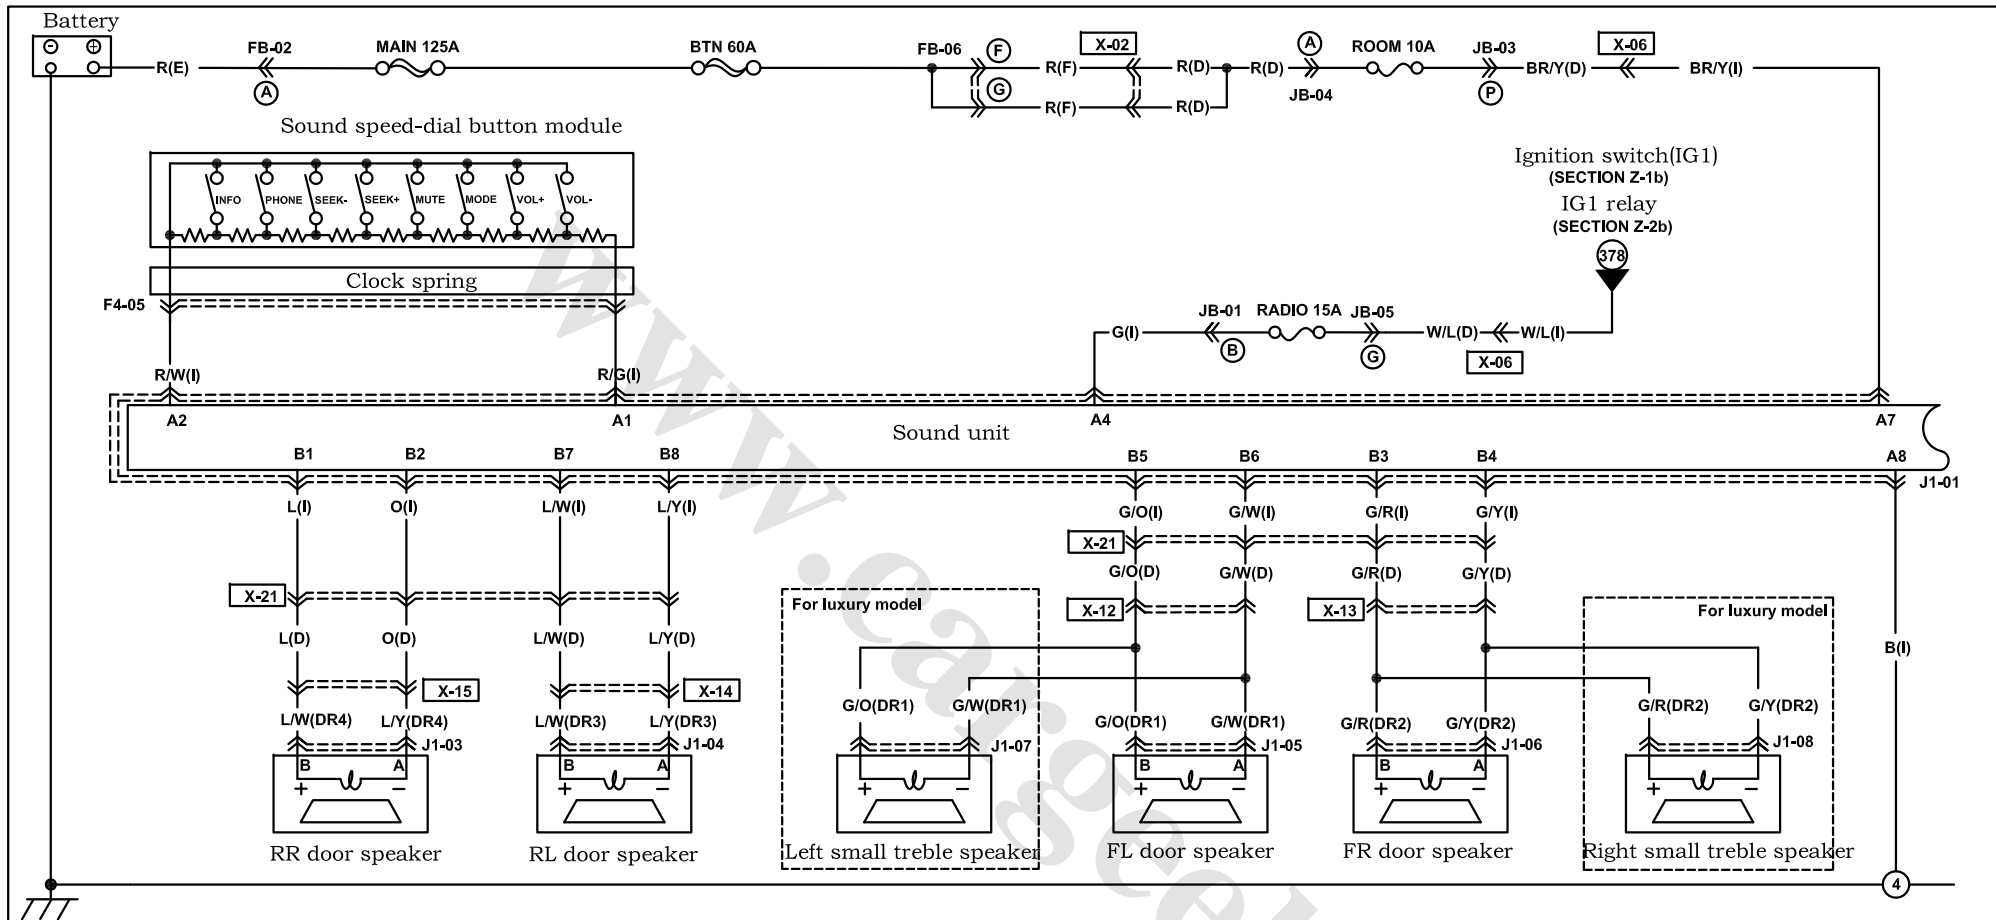 Battery
⊖ ⊕
R(E)
FB-02
A
MAIN 125A
BTN 60A
FB-06
F
G
R(F)
R(F)
X-02
R(D)
R(D)
R(D)
A
JB-04
ROOM 10A
JB-03
P
BR/Y(D)
X-06
BR/Y(I)
Sound speed-dial button module
INFO PHONE SEEK- SEEK+ MUTE MODE VOL+ VOL-
Clock spring
F4-05
R/W(I)
R/G(I)
Ignition switch(IG1)
(SECTION Z-1b)
IG1 relay
(SECTION Z-2b)
378
G(I)
JB-01
B
RADIO 15A
JB-05
G
W/L(D)
X-06
W/L(I)
A2 A1 A4 A7
Sound unit
B1 B2 B7 B8 B5 B6 B3 B4 A8
J1-01
L(I) O(I) L/W(I) L/Y(I) G/O(I) G/W(I) G/R(I) G/Y(I)
X-21
G/O(D) G/W(D) G/R(D) G/Y(D)
X-21
X-12
X-13
For luxury model
For luxury model
L(D) O(D) L/W(D) L/Y(D)
B(I)
X-15
X-14
G/O(DR1) G/W(DR1)
G/R(DR2) G/Y(DR2)
L/W(DR4) L/Y(DR4) L/W(DR3) L/Y(DR3) G/O(DR1) G/W(DR1) G/R(DR2) G/Y(DR2)
J1-03 J1-04 J1-07 J1-05 J1-06 J1-08
B A B A B A B A
+ − + − + − + − + − + −
RR door speaker
RL door speaker
Left small treble speaker
FL door speaker
FR door speaker
Right small treble speaker
4